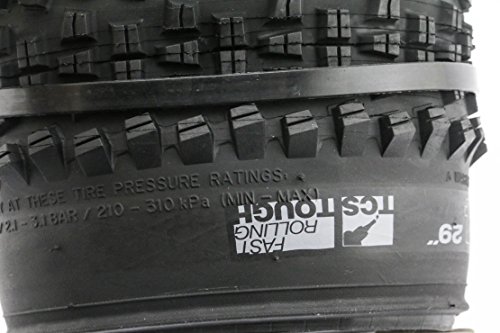 AT THESE TIRE PRESSURE RATINGS:
/ 2.1 - 3.1 BAR / 210 - 310 kPa (MIN. - MAX)
TCS TOUGH
FAST
ROLLING
29"